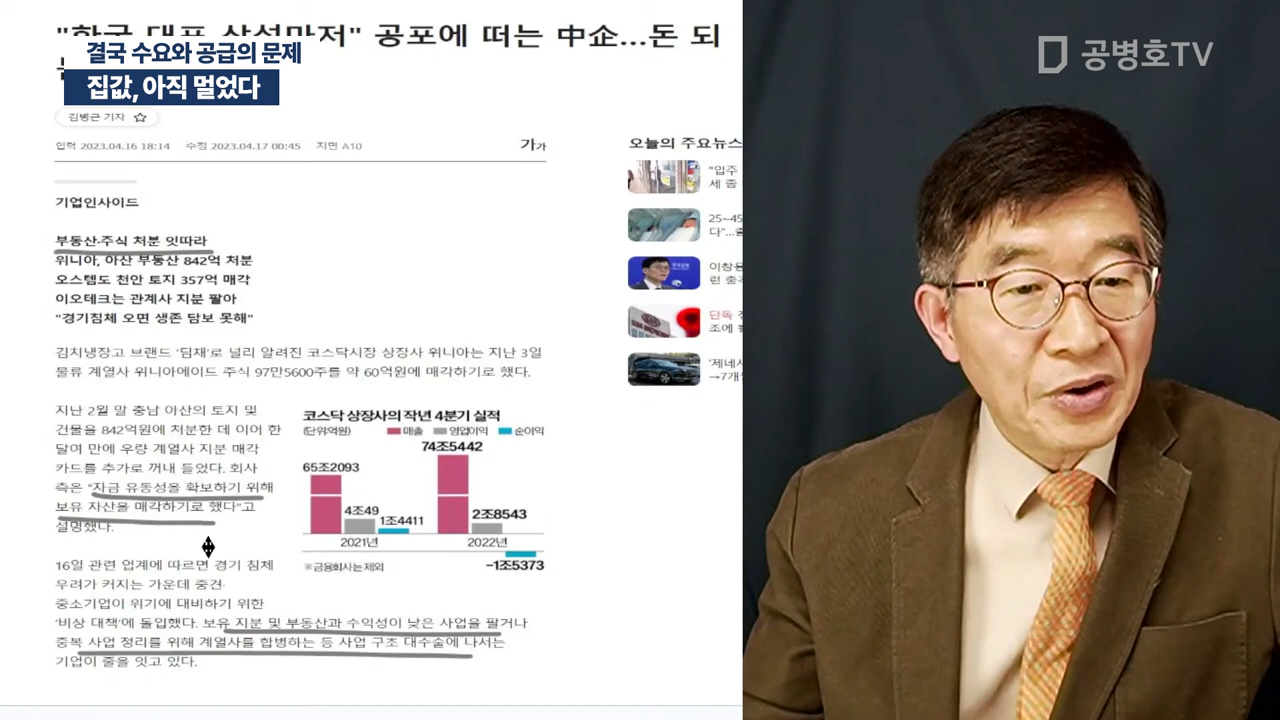 "한국 대표 삼성마저" 공포에 떠는 中企…돈 되
결국 수요와 공급의 문제
집값, 아직 멀었다
공병호TV
김병근 기자
입력 2023.04.16 18:14 수정 2023.04.17 00:45 지면 A10
가가
오늘의 주요뉴스
"입주
25~45
다"…
이창용
단독
조에
'제네시
→7개월
기업인사이드
부동산·주식 처분 잇따라
위니아, 아산 부동산 842억 처분
오스템도 천안 토지 357억 매각
이오테크는 관계사 지분 팔아
"경기침체 오면 생존 담보 못해"
김치냉장고 브랜드 '딤채'로 널리 알려진 코스닥시장 상장사 위니아는 지난 3일
물류 계열사 위니아에이드 주식 97만5600주를 약 60억원에 매각하기로 했다.
지난 2월 말 충남 아산의 토지 및
건물을 842억원에 처분한 데 이어 한
달여 만에 우량 계열사 지분 매각
카드를 추가로 꺼내 들었다. 회사
측은 "자금 유동성을 확보하기 위해
보유 자산을 매각하기로 했다"고
설명했다.
코스닥 상장사의 작년 4분기 실적
(단위:억원) 매출 영업이익 순이익
74조5442
65조2093
4조49
1조4411
2조8543
2021년 2022년
※금융회사는 제외
-1조5373
16일 관련 업계에 따르면 경기 침체
우려가 커지는 가운데 중견·
중소기업이 위기에 대비하기 위한
'비상 대책'에 돌입했다. 보유 지분 및 부동산과 수익성이 낮은 사업을 팔거나
중복 사업 정리를 위해 계열사를 합병하는 등 사업 구조 대수술에 나서는
기업이 줄을 잇고 있다.